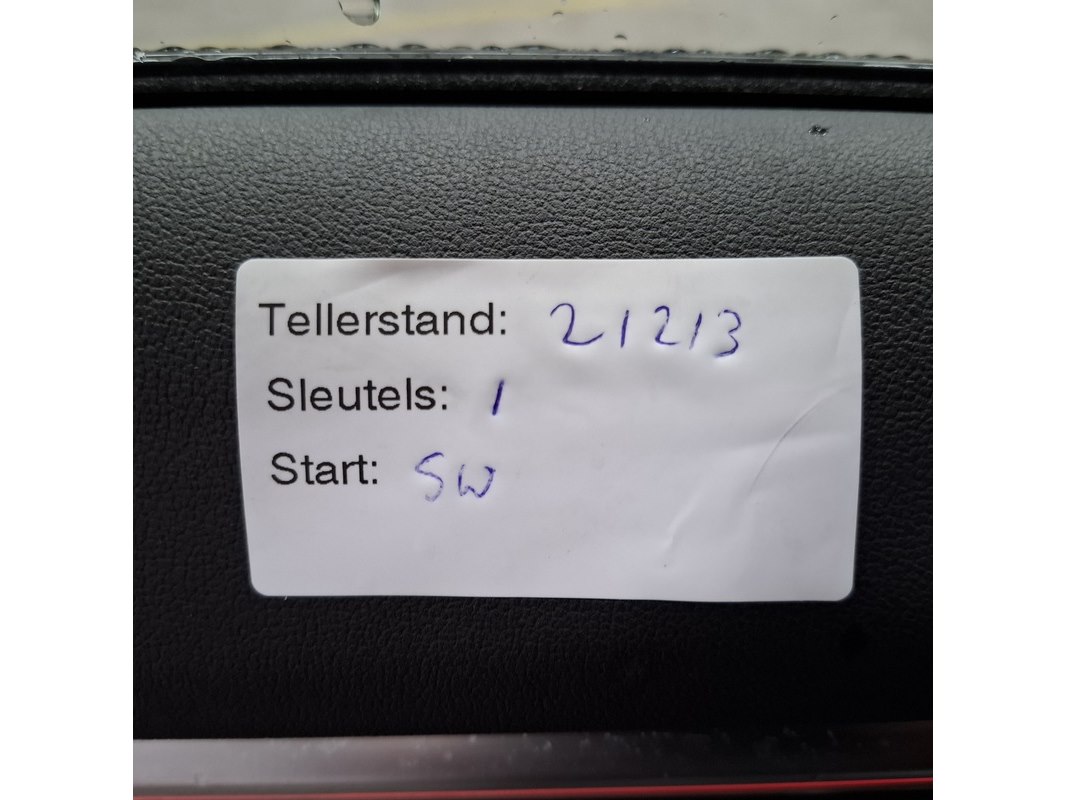 Tellerstand: 21213
Sleutels: 1
Start: SW